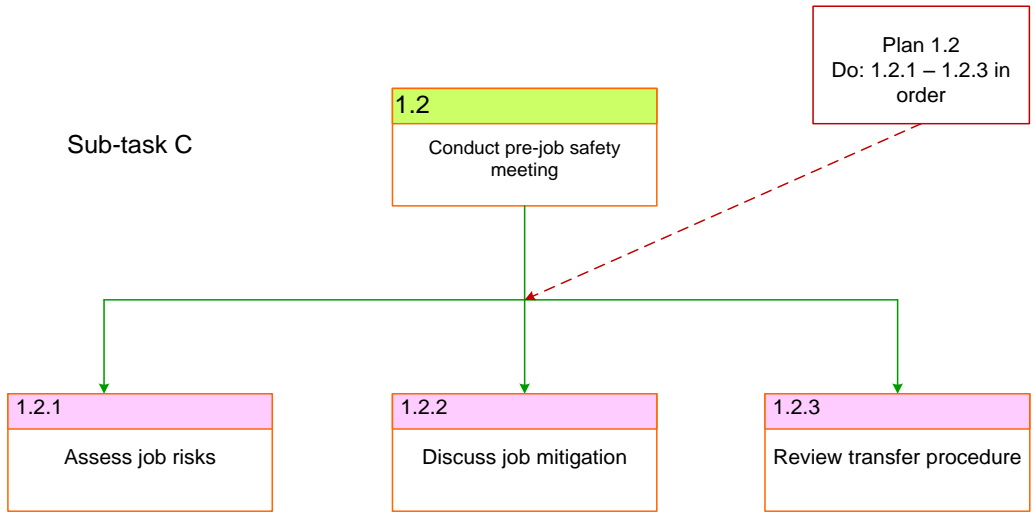 Plan 1.2
Do: 1.2.1 – 1.2.3 in
order
1.2
Sub-task C
Conduct pre-job safety
meeting
1.2.1
Assess job risks
1.2.2
Discuss job mitigation
1.2.3
Review transfer procedure